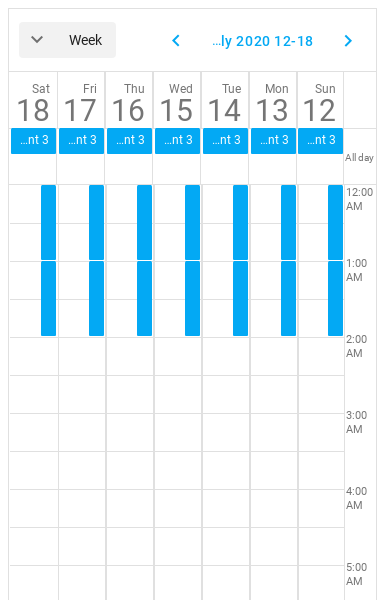 Week
…ly 2020 12-18
Sat Fri Thu Wed Tue Mon Sun
18 17 16 15 14 13 12
…nt 3 …nt 3 …nt 3 …nt 3 …nt 3 …nt 3 …nt 3
All day
12:00
AM
1:00
AM
2:00
AM
3:00
AM
4:00
AM
5:00
AM